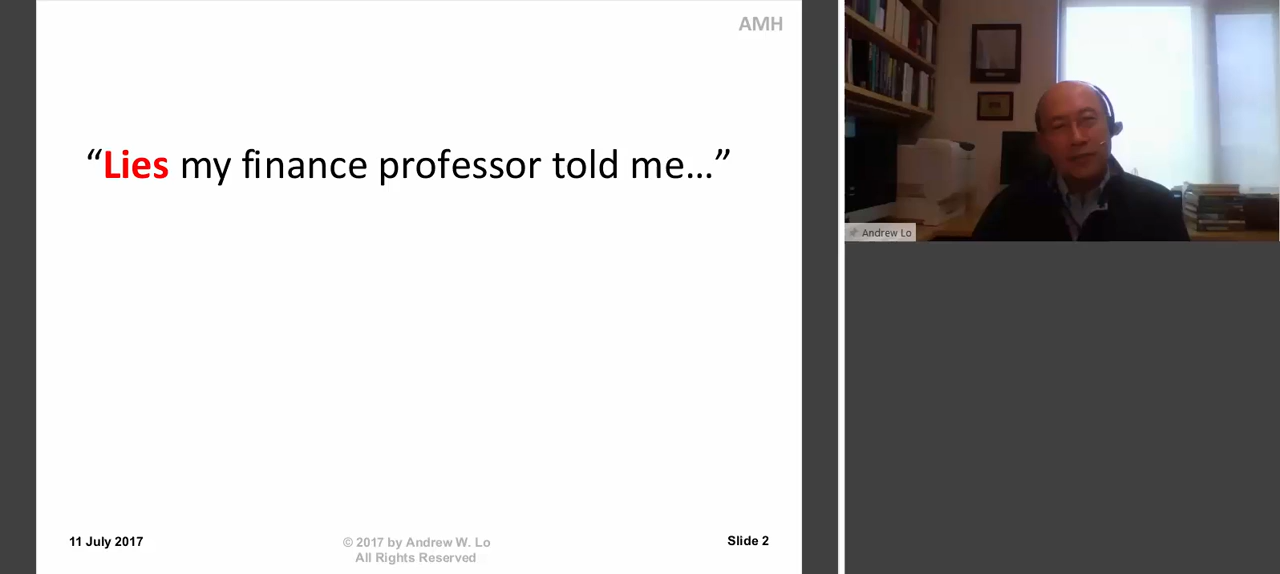 AMH
“Lies my finance professor told me…”
11 July 2017
© 2017 by Andrew W. Lo
All Rights Reserved
Slide 2
Andrew Lo